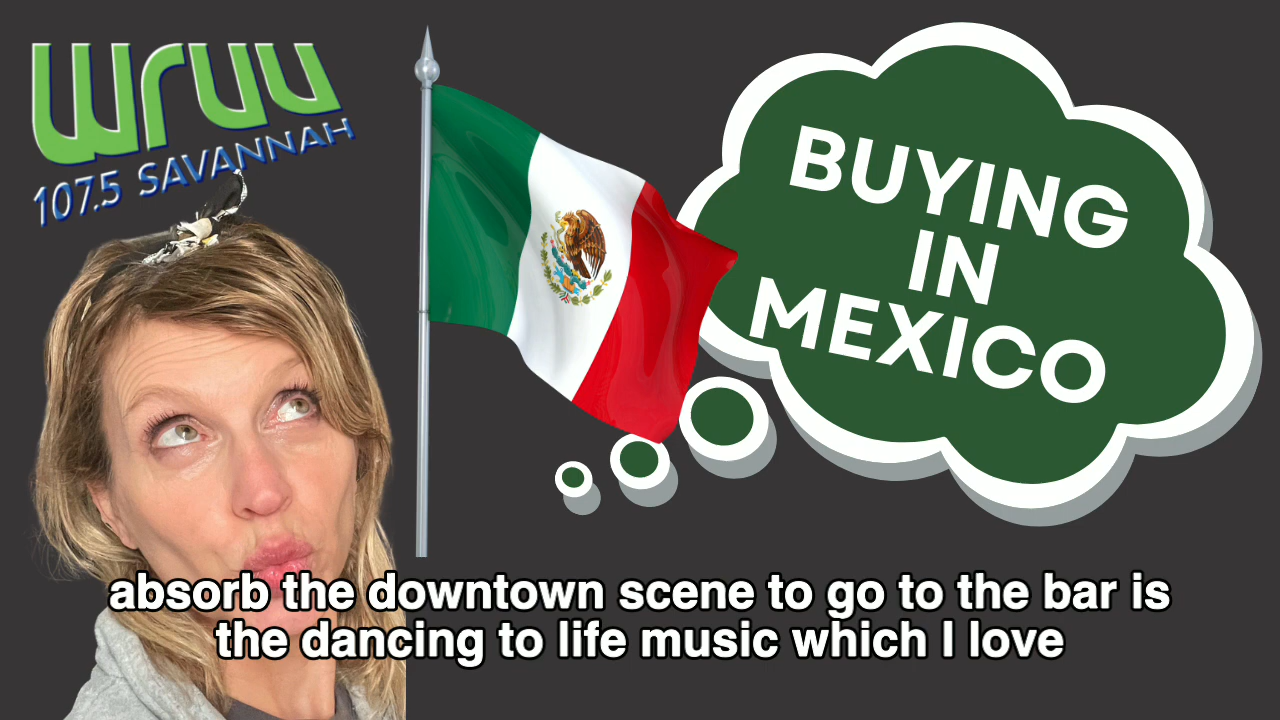 wruu
107.5 SAVANNAH
BUYING
IN
MEXICO
absorb the downtown scene to go to the bar is
the dancing to life music which I love